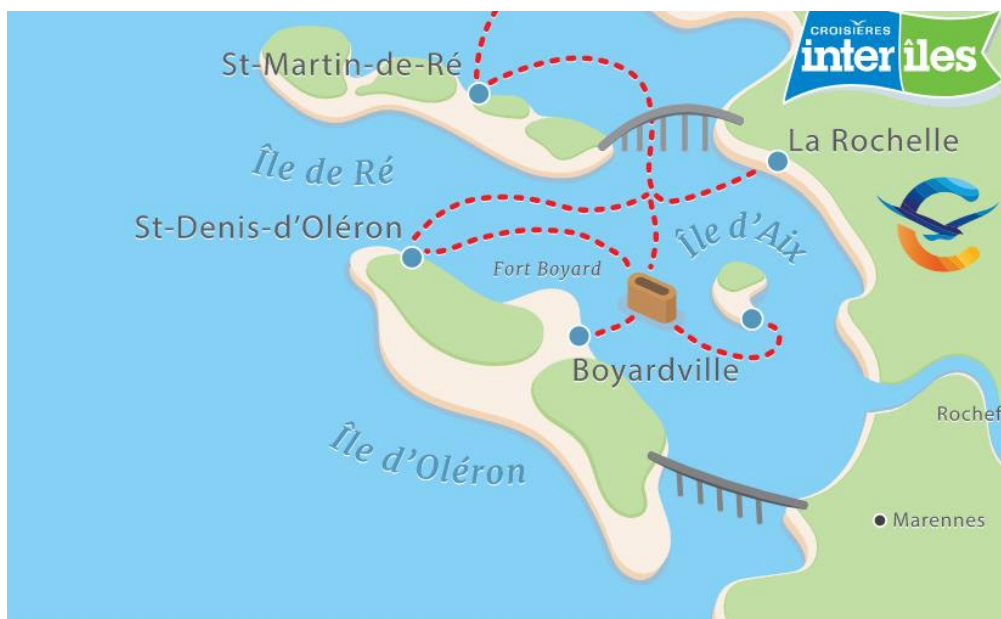 CROISIÈRES
inter îles
St-Martin-de-Ré
La Rochelle
Île de Ré
St-Denis-d'Oléron
Île d'Aix
Fort Boyard
Boyardville
Rochef
Île d'Oléron
Marennes